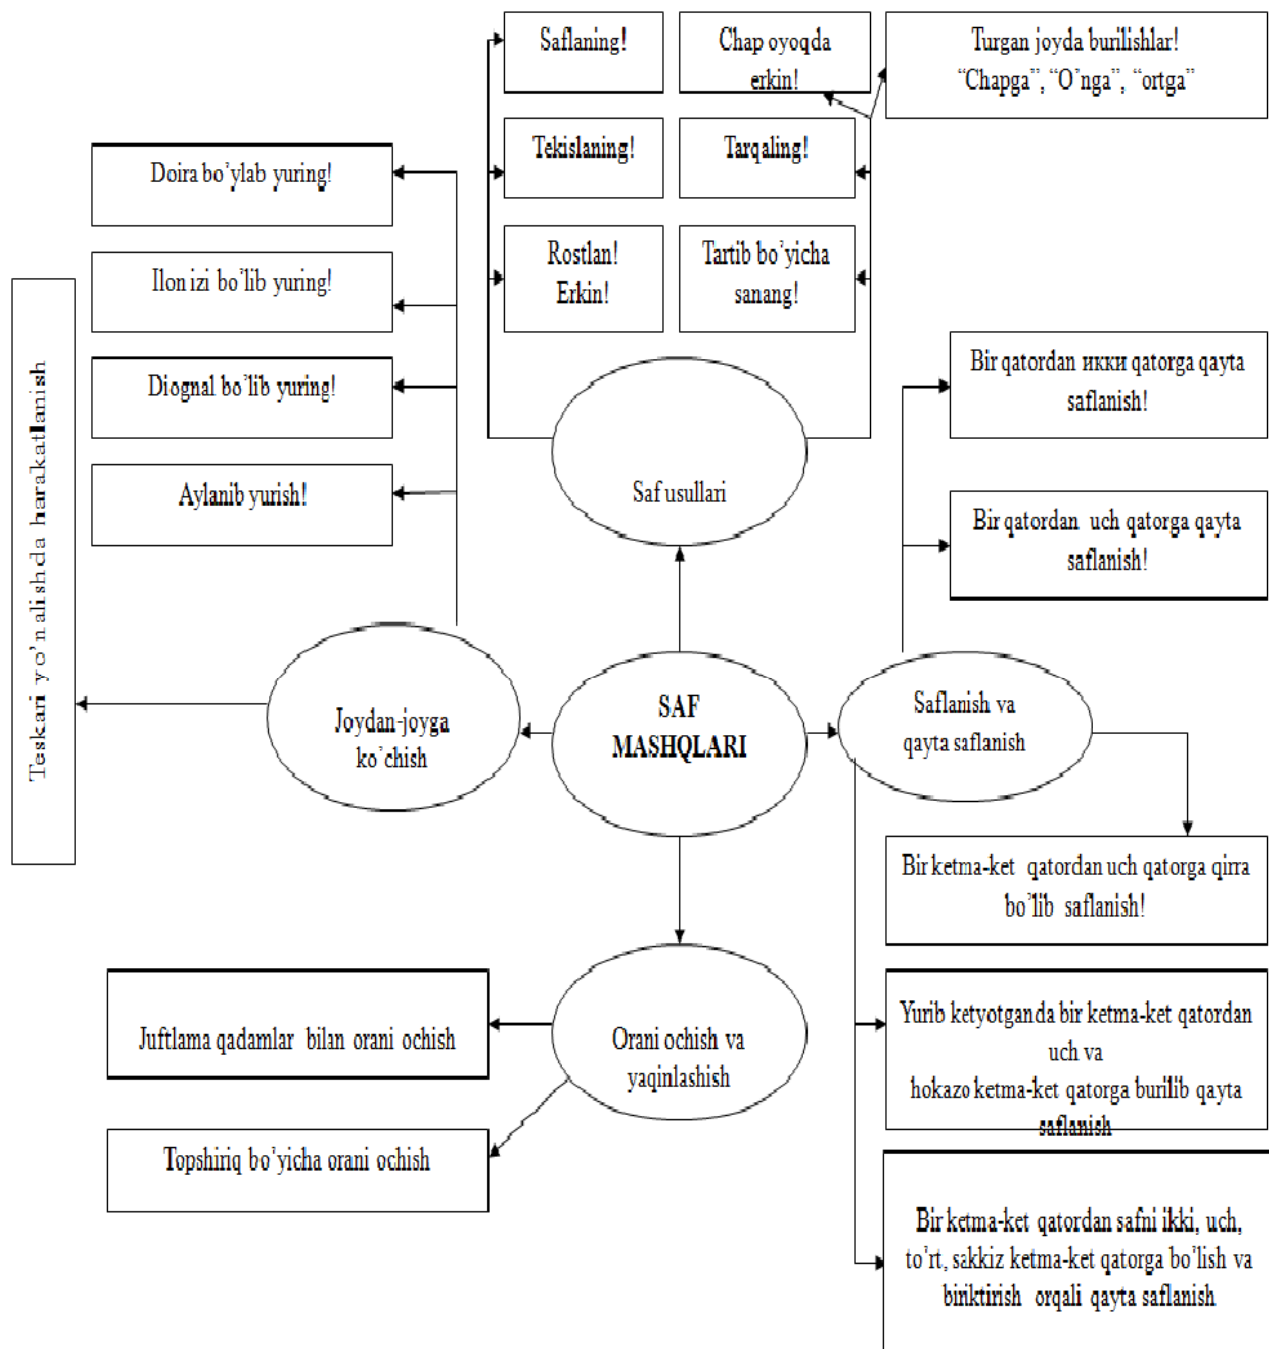 Saflaning!
Chap oyoqda
erkin!
Turgan joyda burilishlar!
“Chapga”, “O’nga”, “ortga”
Tekislaning!
Tarqaling!
Rostlan!
Erkin!
Tartib bo’yicha
sanang!
Doira bo’ylab yuring!
Ilon izi bo’lib yuring!
Diognal bo’lib yuring!
Aylanib yurish!
Teskari yo’nalishda harakatlanish
Saf usullari
Bir qatordan икки qatorga qayta
saflanish!
Bir qatordan uch qatorga qayta
saflanish!
Joydan-joyga
ko’chish
SAF
MASHQLARI
Saflanish va
qayta saflanish
Bir ketma-ket qatordan uch qatorga qirra
bo’lib saflanish!
Juftlama qadamlar bilan orani ochish
Orani ochish va
yaqinlashish
Topshiriq bo’yicha orani ochish
Yurib ketyotganda bir ketma-ket qatordan
uch va
hokazo ketma-ket qatorga burilib qayta
saflanish
Bir ketma-ket qatordan safni ikki, uch,
to’rt, sakkiz ketma-ket qatorga bo’lish va
biriktirish orqali qayta saflanish